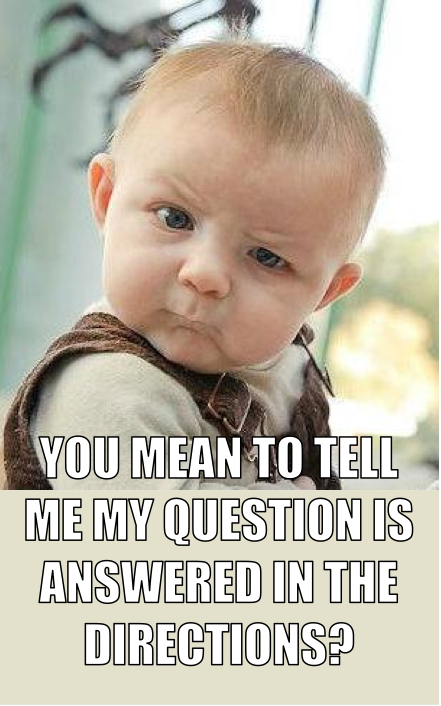 YOU MEAN TO TELL
ME MY QUESTION IS
ANSWERED IN THE
DIRECTIONS?